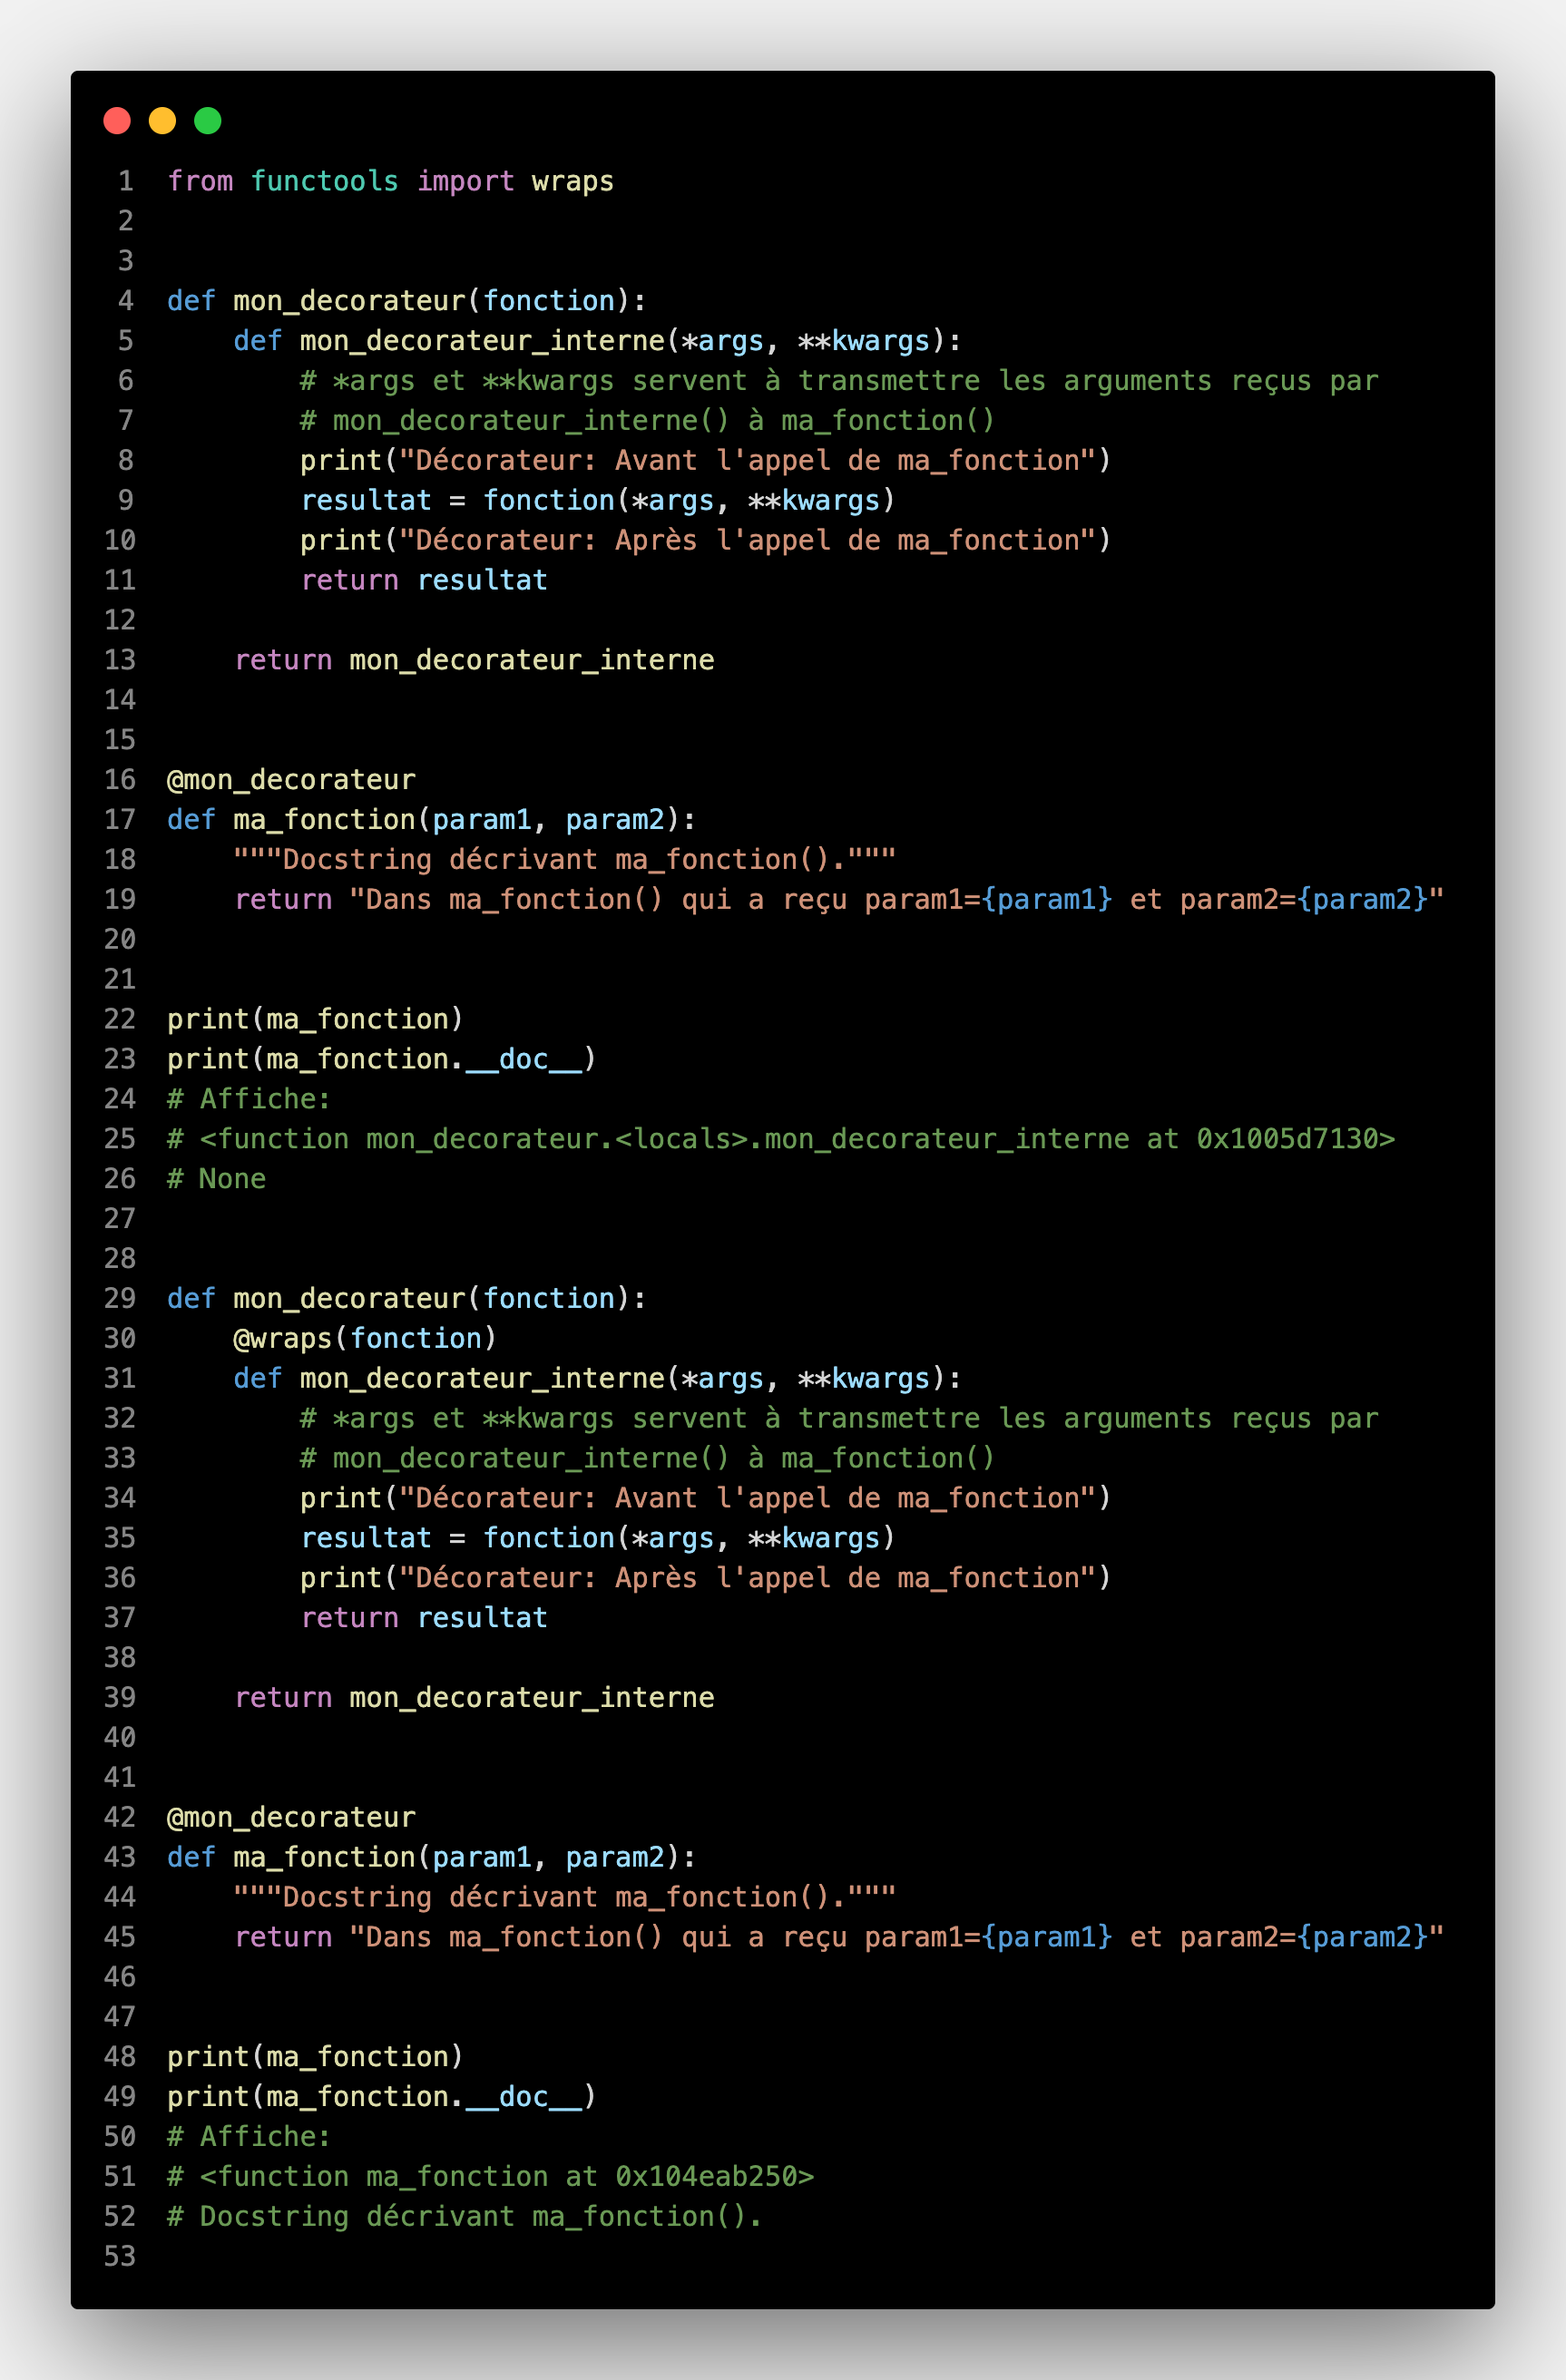 1 from functools import wraps
2
3
4 def mon_decorateur(fonction):
5     def mon_decorateur_interne(*args, **kwargs):
6         # *args et **kwargs servent à transmettre les arguments reçus par
7         # mon_decorateur_interne() à ma_fonction()
8         print("Décorateur: Avant l'appel de ma_fonction")
9         resultat = fonction(*args, **kwargs)
10         print("Décorateur: Après l'appel de ma_fonction")
11         return resultat
12
13     return mon_decorateur_interne
14
15
16 @mon_decorateur
17 def ma_fonction(param1, param2):
18     """Docstring décrivant ma_fonction()."""
19     return "Dans ma_fonction() qui a reçu param1={param1} et param2={param2}"
20
21
22 print(ma_fonction)
23 print(ma_fonction.__doc__)
24 # Affiche:
25 # <function mon_decorateur.<locals>.mon_decorateur_interne at 0x1005d7130>
26 # None
27
28
29 def mon_decorateur(fonction):
30     @wraps(fonction)
31     def mon_decorateur_interne(*args, **kwargs):
32         # *args et **kwargs servent à transmettre les arguments reçus par
33         # mon_decorateur_interne() à ma_fonction()
34         print("Décorateur: Avant l'appel de ma_fonction")
35         resultat = fonction(*args, **kwargs)
36         print("Décorateur: Après l'appel de ma_fonction")
37         return resultat
38
39     return mon_decorateur_interne
40
41
42 @mon_decorateur
43 def ma_fonction(param1, param2):
44     """Docstring décrivant ma_fonction()."""
45     return "Dans ma_fonction() qui a reçu param1={param1} et param2={param2}"
46
47
48 print(ma_fonction)
49 print(ma_fonction.__doc__)
50 # Affiche:
51 # <function ma_fonction at 0x104eab250>
52 # Docstring décrivant ma_fonction().
53